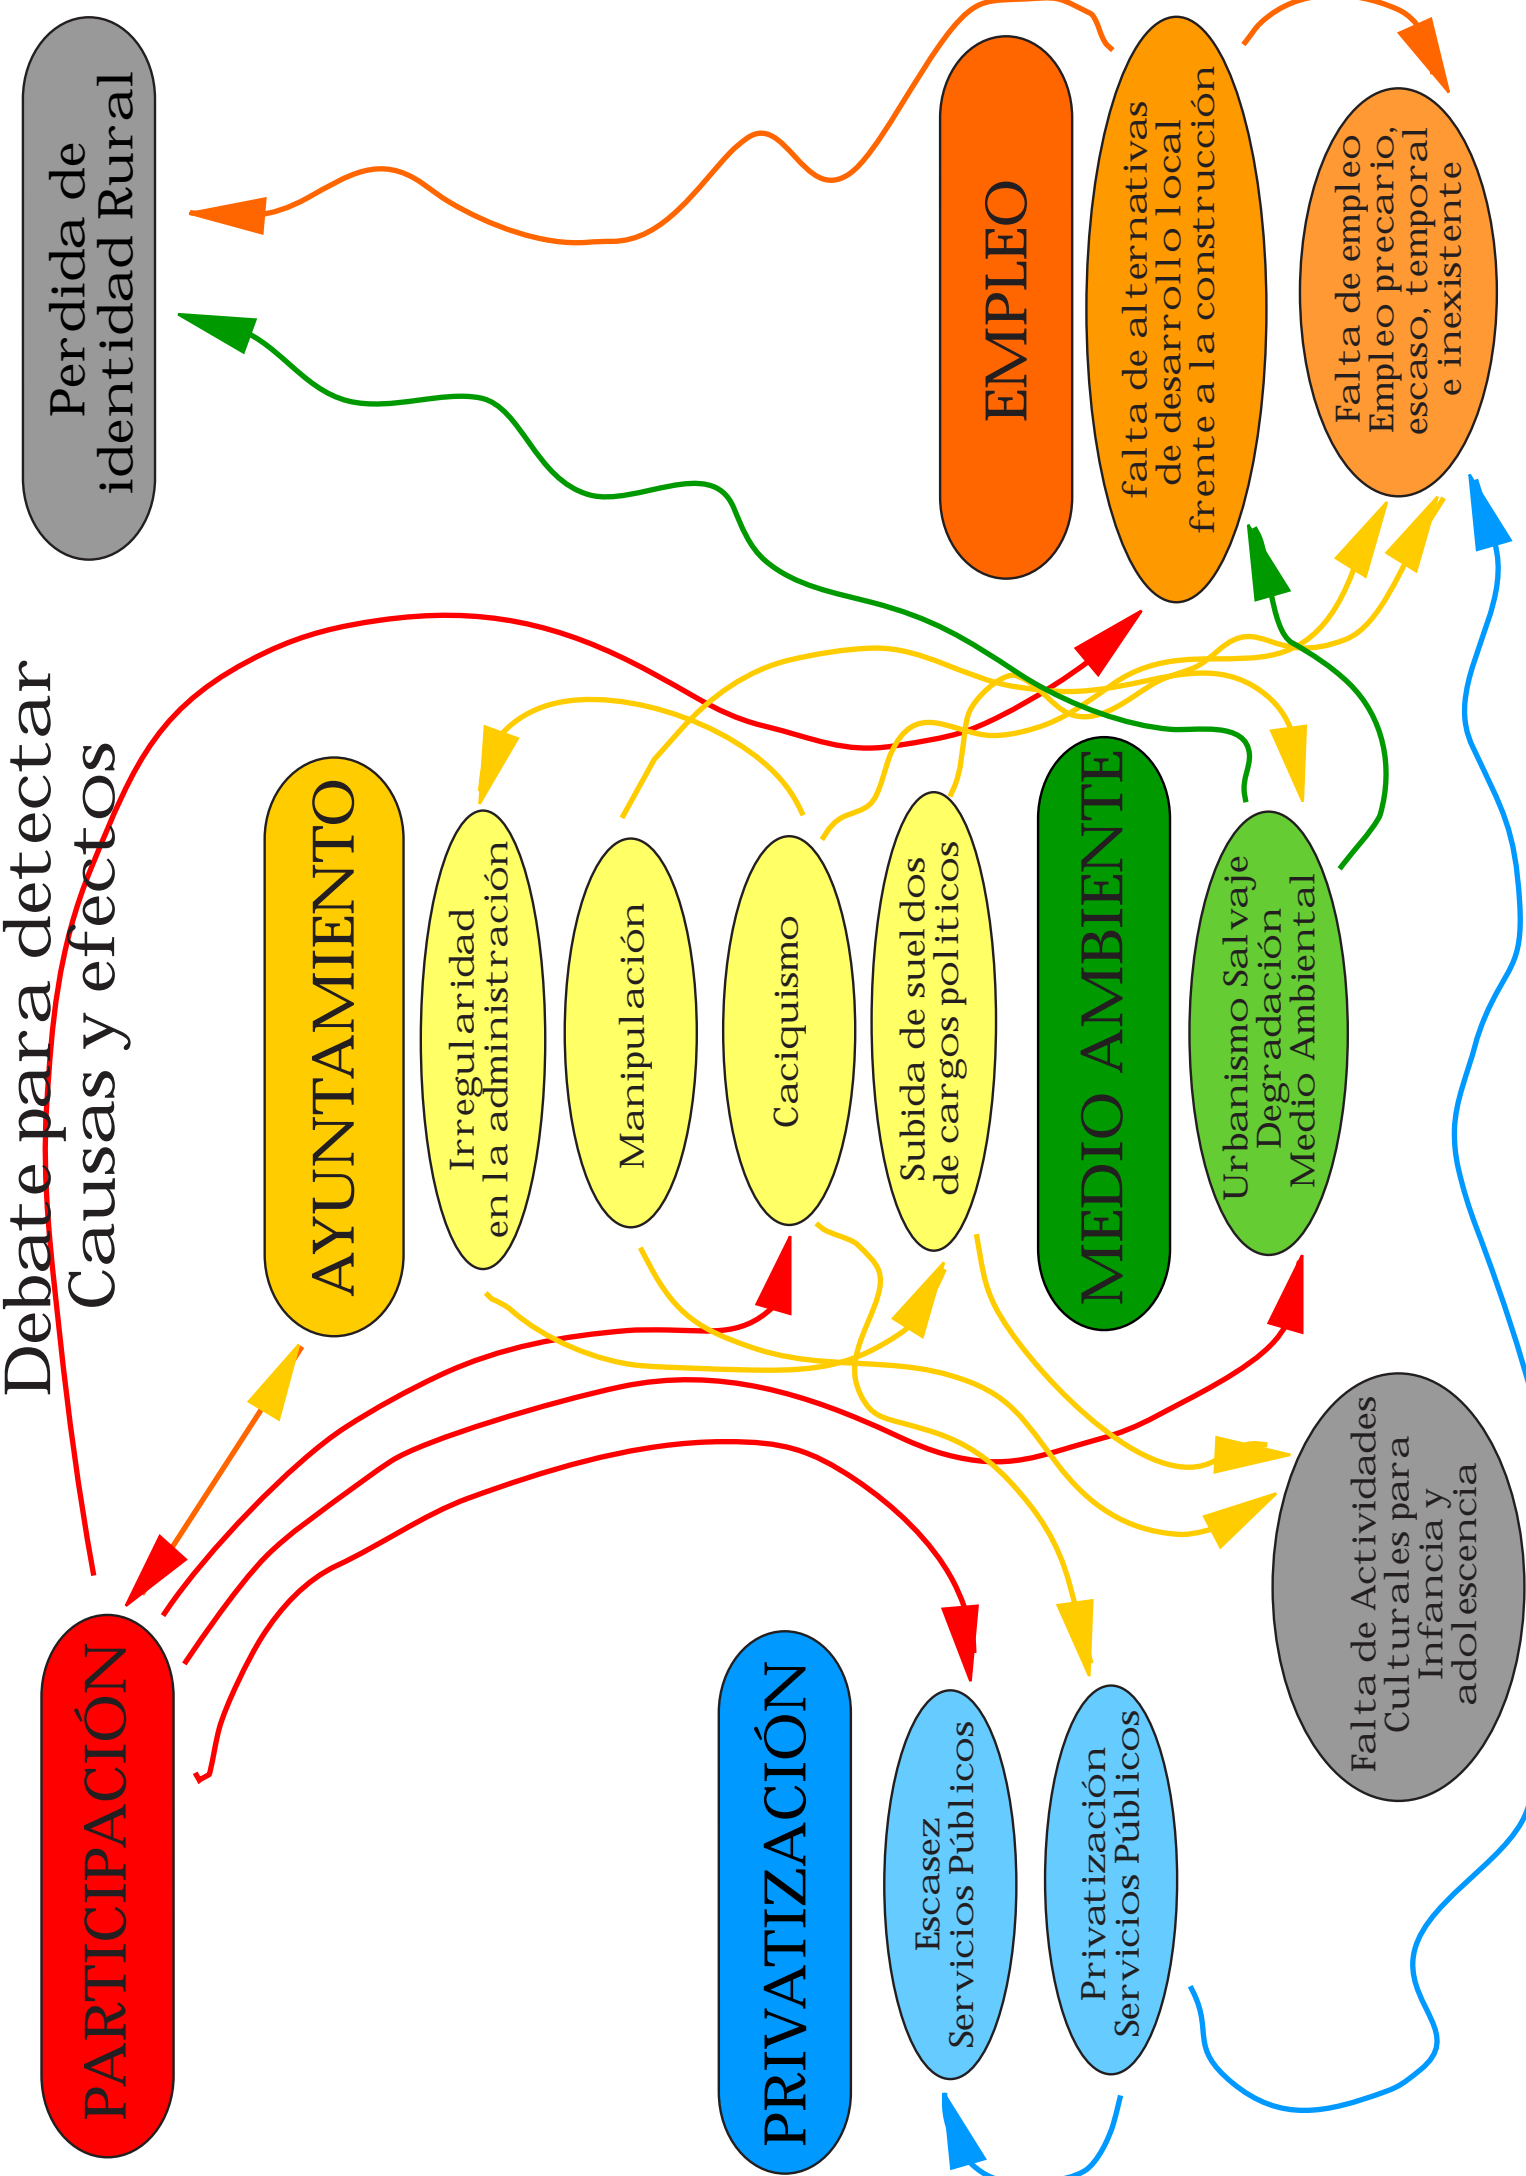 Debate para detectar
Causas y efectos
PARTICIPACIÓN
AYUNTAMIENTO
Irregularidad
en la administración
Manipulación
Caciquismo
Subida de sueldos
de cargos politicos
Perdida de
identidad Rural
PRIVATIZACIÓN
Escasez
Servicios Públicos
Privatización
Servicios Públicos
MEDIO AMBIENTE
Urbanismo Salvaje
Degradación
Medio Ambiental
EMPLEO
falta de alternativas
de desarrollo local
frente a la construcción
Falta de empleo
Empleo precario,
escaso, temporal
e inexistente
Falta de Actividades
Culturales para
Infancia y
adolescencia